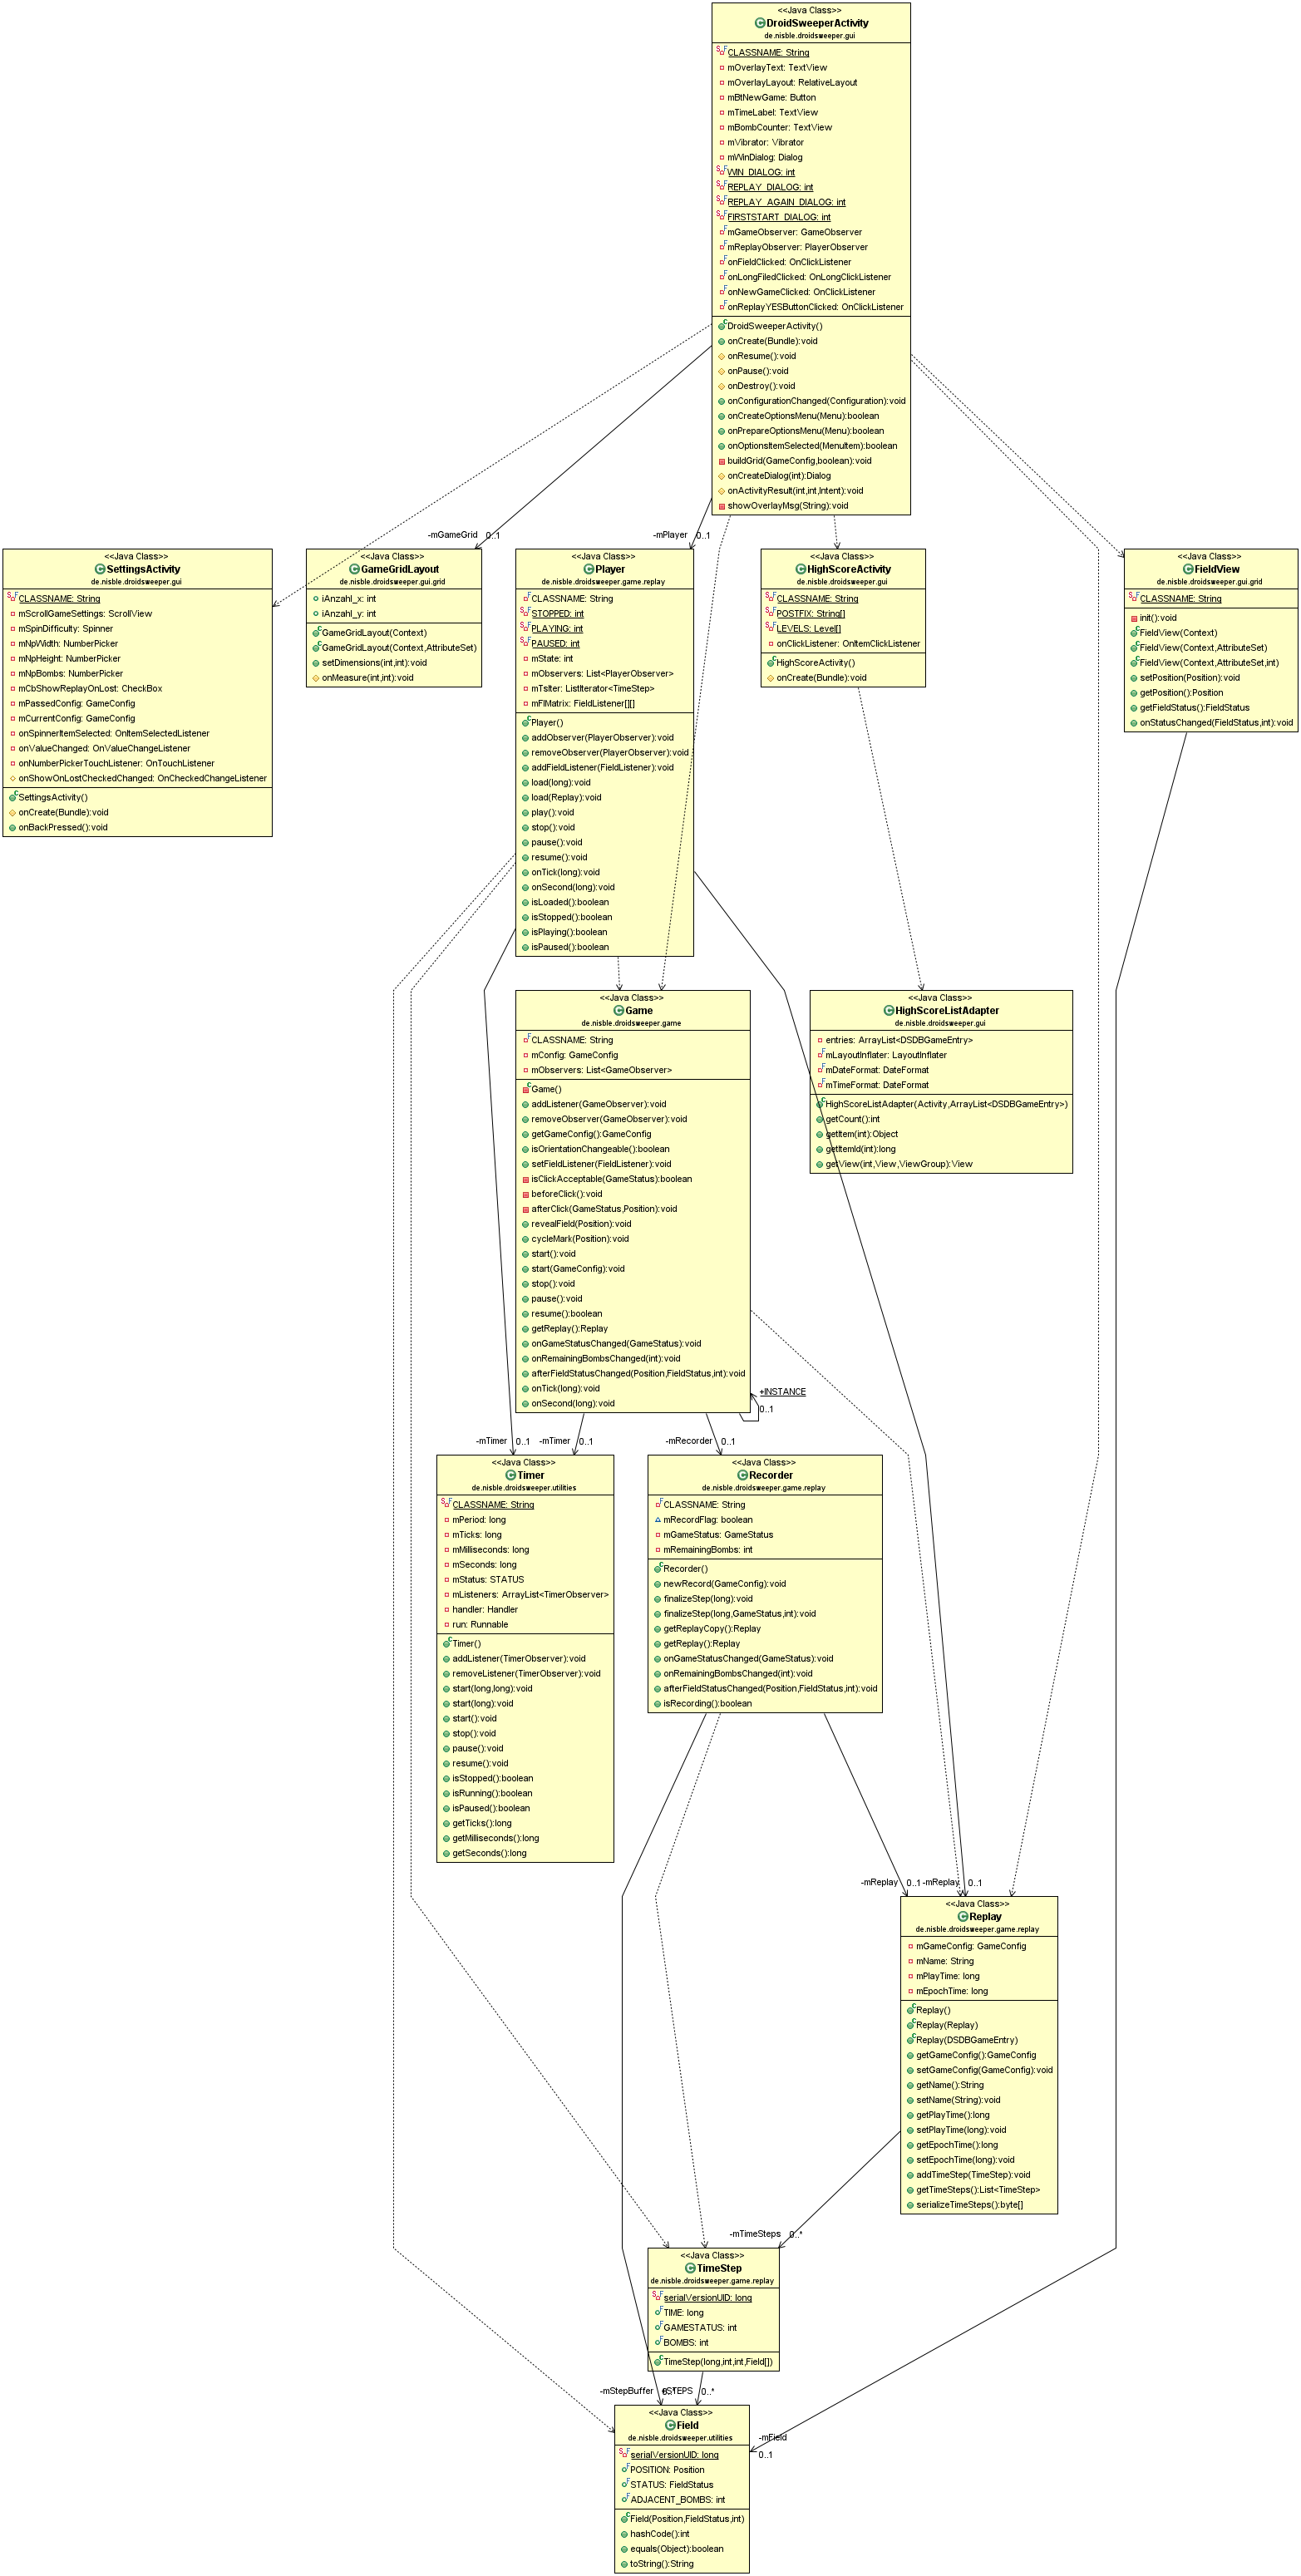 <<Java Class>>
DroidSweeperActivity
de.nisble.droidsweeper.gui
CLASSNAME: String
mOverlayText: TextView
mOverlayLayout: RelativeLayout
mBtNewGame: Button
mTimeLabel: TextView
mBombCounter: TextView
mVibrator: Vibrator
mWinDialog: Dialog
WIN_DIALOG: int
REPLAY_DIALOG: int
REPLAY_AGAIN_DIALOG: int
FIRSTSTART_DIALOG: int
mGameObserver: GameObserver
mReplayObserver: PlayerObserver
onFieldClicked: OnClickListener
onLongFiledClicked: OnLongClickListener
onNewGameClicked: OnClickListener
onReplayYESButtonClicked: OnClickListener
DroidSweeperActivity()
onCreate(Bundle):void
onResume():void
onPause():void
onDestroy():void
onConfigurationChanged(Configuration):void
onCreateOptionsMenu(Menu):boolean
onPrepareOptionsMenu(Menu):boolean
onOptionsItemSelected(MenuItem):boolean
buildGrid(GameConfig,boolean):void
onCreateDialog(int):Dialog
onActivityResult(int,int,Intent):void
showOverlayMsg(String):void
-mGameGrid 0..1
-mPlayer 0..1
<<Java Class>>
SettingsActivity
de.nisble.droidsweeper.gui
CLASSNAME: String
mScrollGameSettings: ScrollView
mSpinDifficulty: Spinner
mNpWidth: NumberPicker
mNpHeight: NumberPicker
mNpBombs: NumberPicker
mCbShowReplayOnLost: CheckBox
mPassedConfig: GameConfig
mCurrentConfig: GameConfig
onSpinnerItemSelected: OnItemSelectedListener
onValueChanged: OnValueChangeListener
onNumberPickerTouchListener: OnTouchListener
onShowOnLostCheckedChanged: OnCheckedChangeListener
SettingsActivity()
onCreate(Bundle):void
onBackPressed():void
<<Java Class>>
GameGridLayout
de.nisble.droidsweeper.gui.grid
iAnzahl_x: int
iAnzahl_y: int
GameGridLayout(Context)
GameGridLayout(Context,AttributeSet)
setDimensions(int,int):void
onMeasure(int,int):void
<<Java Class>>
Player
de.nisble.droidsweeper.game.replay
CLASSNAME: String
STOPPED: int
PLAYING: int
PAUSED: int
mState: int
mObservers: List<PlayerObserver>
mTsIter: ListIterator<TimeStep>
mFlMatrix: FieldListener[][]
Player()
addObserver(PlayerObserver):void
removeObserver(PlayerObserver):void
addFieldListener(FieldListener):void
load(long):void
load(Replay):void
play():void
stop():void
pause():void
resume():void
onTick(long):void
onSecond(long):void
isLoaded():boolean
isStopped():boolean
isPlaying():boolean
isPaused():boolean
<<Java Class>>
HighScoreActivity
de.nisble.droidsweeper.gui
CLASSNAME: String
POSTFIX: String[]
LEVELS: Level[]
onClickListener: OnItemClickListener
HighScoreActivity()
onCreate(Bundle):void
<<Java Class>>
FieldView
de.nisble.droidsweeper.gui.grid
CLASSNAME: String
init():void
FieldView(Context)
FieldView(Context,AttributeSet)
FieldView(Context,AttributeSet,int)
setPosition(Position):void
getPosition():Position
getFieldStatus():FieldStatus
onStatusChanged(FieldStatus,int):void
<<Java Class>>
Game
de.nisble.droidsweeper.game
CLASSNAME: String
mConfig: GameConfig
mObservers: List<GameObserver>
Game()
addListener(GameObserver):void
removeObserver(GameObserver):void
getGameConfig():GameConfig
isOrientationChangeable():boolean
setFieldListener(FieldListener):void
isClickAcceptable(GameStatus):boolean
beforeClick():void
afterClick(GameStatus,Position):void
revealField(Position):void
cycleMark(Position):void
start():void
start(GameConfig):void
stop():void
pause():void
resume():boolean
getReplay():Replay
onGameStatusChanged(GameStatus):void
onRemainingBombsChanged(int):void
afterFieldStatusChanged(Position,FieldStatus,int):void
onTick(long):void
onSecond(long):void
+INSTANCE
0..1
<<Java Class>>
HighScoreListAdapter
de.nisble.droidsweeper.gui
entries: ArrayList<DSDBGameEntry>
mLayoutInflater: LayoutInflater
mDateFormat: DateFormat
mTimeFormat: DateFormat
HighScoreListAdapter(Activity,ArrayList<DSDBGameEntry>)
getCount():int
getItem(int):Object
getItemId(int):long
getView(int,View,ViewGroup):View
-mTimer 0..1
-mTimer 0..1
-mRecorder 0..1
<<Java Class>>
Timer
de.nisble.droidsweeper.utilities
CLASSNAME: String
mPeriod: long
mTicks: long
mMilliseconds: long
mSeconds: long
mStatus: STATUS
mListeners: ArrayList<TimerObserver>
handler: Handler
run: Runnable
Timer()
addListener(TimerObserver):void
removeListener(TimerObserver):void
start(long,long):void
start(long):void
start():void
stop():void
pause():void
resume():void
isStopped():boolean
isRunning():boolean
isPaused():boolean
getTicks():long
getMilliseconds():long
getSeconds():long
<<Java Class>>
Recorder
de.nisble.droidsweeper.game.replay
CLASSNAME: String
mRecordFlag: boolean
mGameStatus: GameStatus
mRemainingBombs: int
Recorder()
newRecord(GameConfig):void
finalizeStep(long):void
finalizeStep(long,GameStatus,int):void
getReplayCopy():Replay
getReplay():Replay
onGameStatusChanged(GameStatus):void
onRemainingBombsChanged(int):void
afterFieldStatusChanged(Position,FieldStatus,int):void
isRecording():boolean
-mReplay 0..1
-mReplay 0..1
<<Java Class>>
Replay
de.nisble.droidsweeper.game.replay
mGameConfig: GameConfig
mName: String
mPlayTime: long
mEpochTime: long
Replay()
Replay(Replay)
Replay(DSDBGameEntry)
getGameConfig():GameConfig
setGameConfig(GameConfig):void
getName():String
setName(String):void
getPlayTime():long
setPlayTime(long):void
getEpochTime():long
setEpochTime(long):void
addTimeStep(TimeStep):void
getTimeSteps():List<TimeStep>
serializeTimeSteps():byte[]
-mTimeSteps 0..*
<<Java Class>>
TimeStep
de.nisble.droidsweeper.game.replay
serialVersionUID: long
TIME: long
GAMESTATUS: int
BOMBS: int
TimeStep(long,int,int,Field[])
-mStepBuffer 0..*
+STEPS 0..*
-mField
0..1
<<Java Class>>
Field
de.nisble.droidsweeper.utilities
serialVersionUID: long
POSITION: Position
STATUS: FieldStatus
ADJACENT_BOMBS: int
Field(Position,FieldStatus,int)
hashCode():int
equals(Object):boolean
toString():String